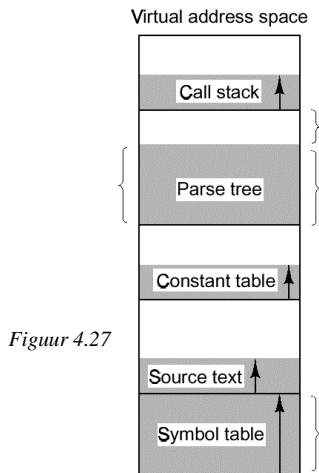 Virtual address space
Call stack
Parse tree
Constant table
Figuur 4.27
Source text
Symbol table